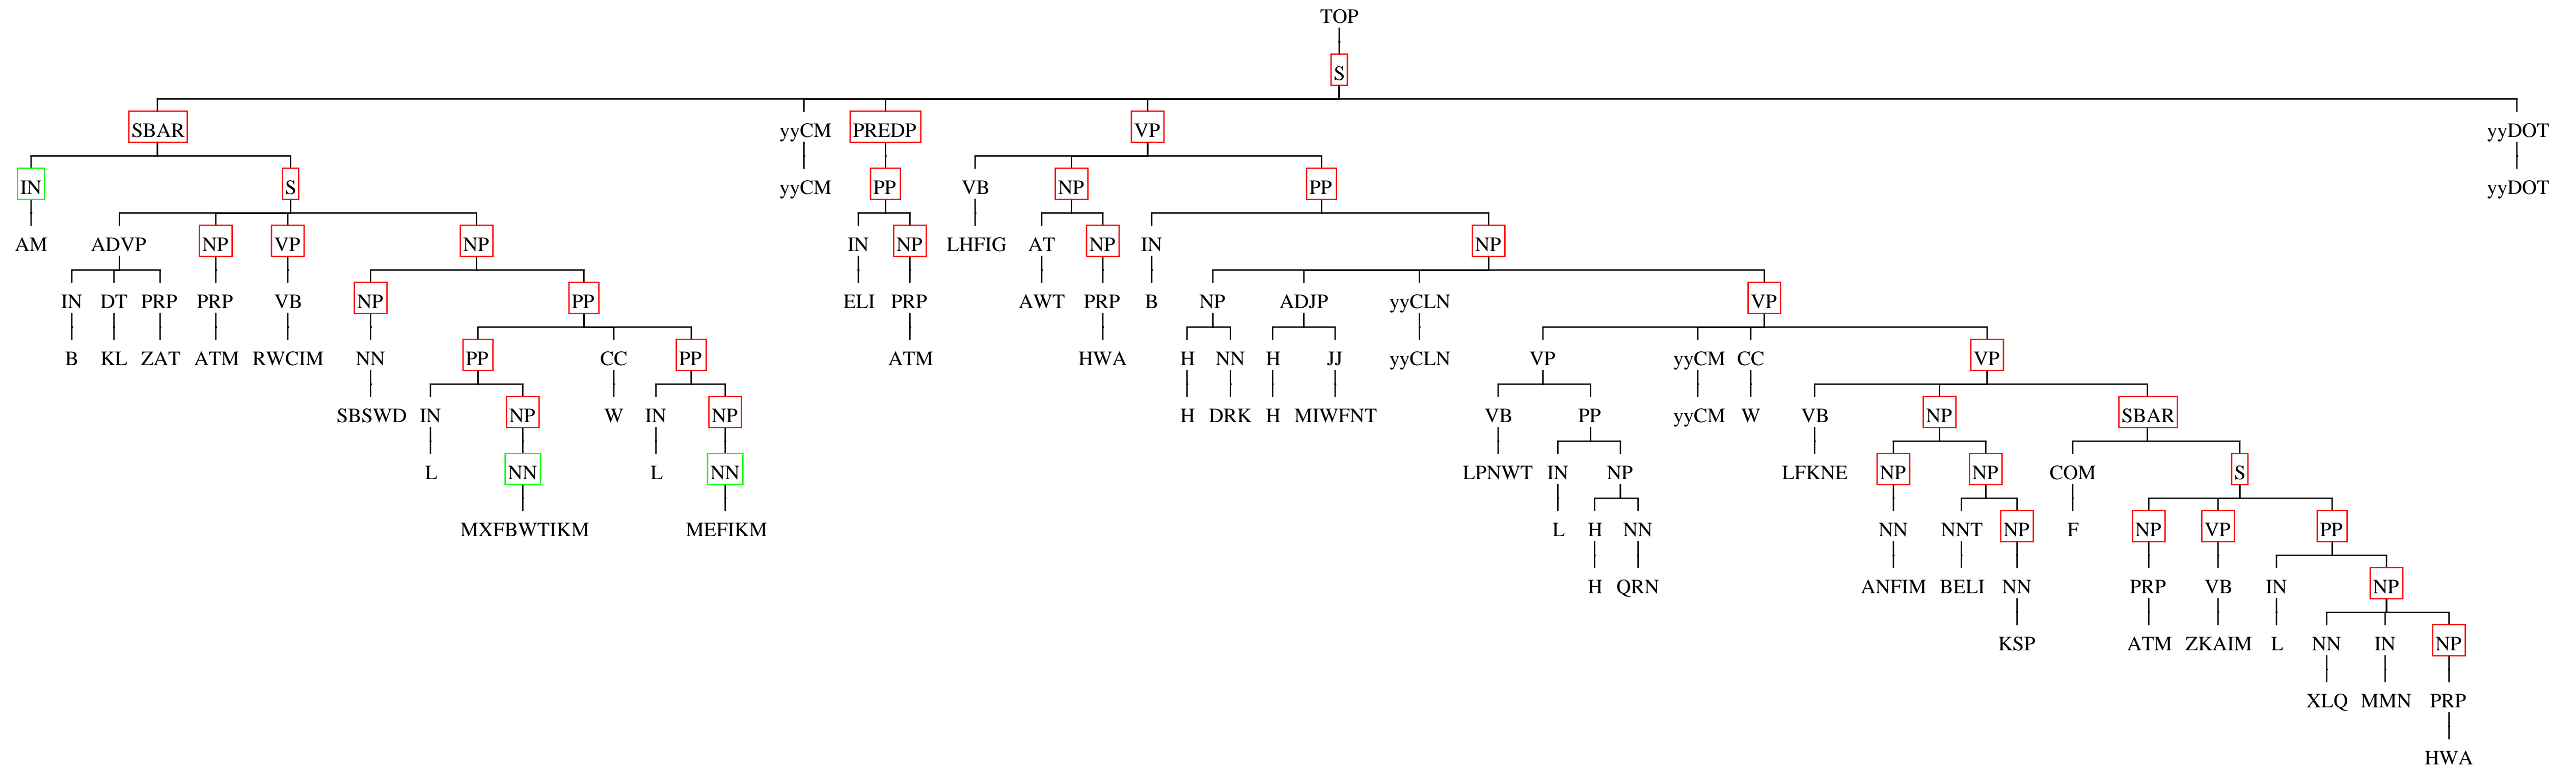 TOP
S
SBAR yyCM PREDP VP yyDOT
IN S yyCM PP VB NP PP yyDOT
AM ADVP NP VP NP IN NP LHFIG AT NP IN NP
IN DT PRP PRP VB NP PP ELI PRP AWT PRP B NP ADJP yyCLN VP
B KL ZAT ATM RWCIM NN PP CC PP ATM HWA H NN H JJ yyCLN VP yyCM CC VP
SBSWD IN NP W IN NP H DRK H MIWFNT VB PP yyCM W VB NP SBAR
L NN L NN LPNWT IN NP LFKNE NP NP COM S
MXFBWTIKM MEFIKM L H NN NN NNT NP F NP VP PP
H QRN ANFIM BELI NN PRP VB IN NP
KSP ATM ZKAIM L NN IN NP
XLQ MMN PRP
HWA